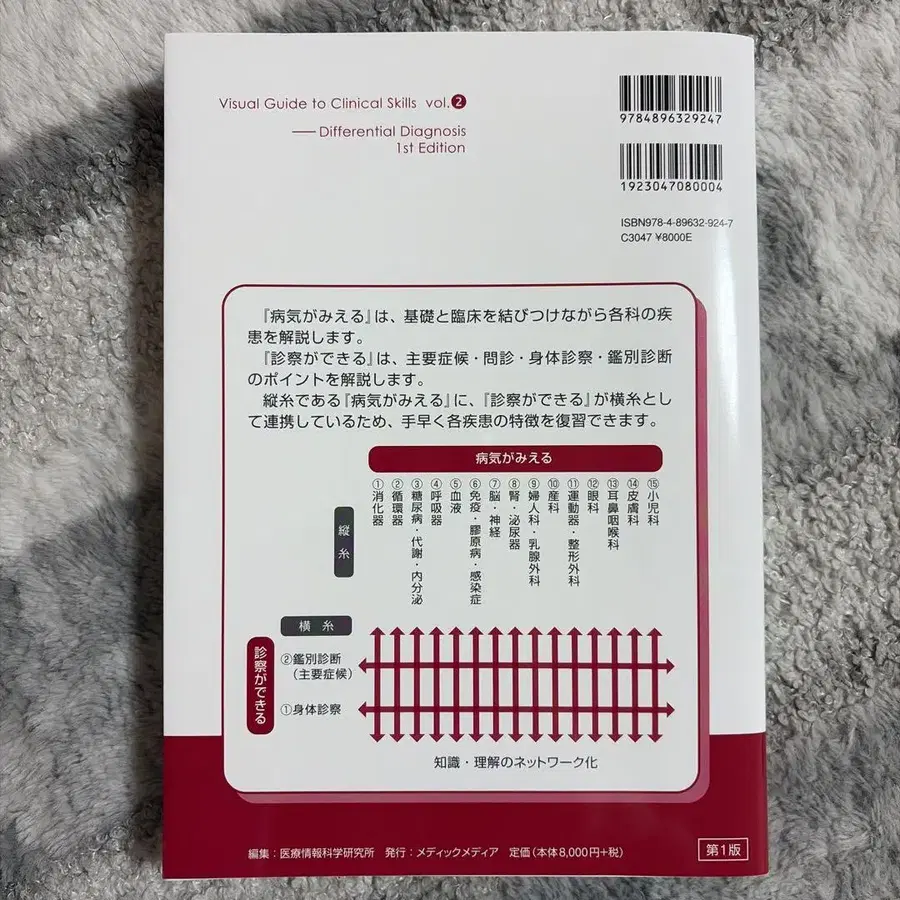 Visual Guide to Clinical Skills vol.❷
── Differential Diagnosis
1st Edition
9784896329247
1923047080004
ISBN978-4-89632-924-7
C3047 ¥8000E
『病気がみえる』は、基礎と臨床を結びつけながら各科の疾
患を解説します。
『診察ができる』は、主要症候・問診・身体診察・鑑別診断
のポイントを解説します。
縦糸である『病気がみえる』に、『診察ができる』が横糸とし
て連携しているため、手早く各疾患の特徴を復習できます。
病気がみえる
①消化器
②循環器
③糖尿病・代謝・内分泌
④呼吸器
⑤血液
⑥免疫・膠原病・感染症
⑦脳・神経
⑧腎・泌尿器
⑨婦人科・乳腺外科
⑩産科
⑪運動器・整形外科
⑫眼科
⑬耳鼻咽喉科
⑭皮膚科
⑮小児科
縦糸
横糸
診察ができる
②鑑別診断
（主要症候）
①身体診察
知識・理解のネットワーク化
編集：医療情報科学研究所 発行：メディックメディア 定価（本体8,000円+税）
第1版